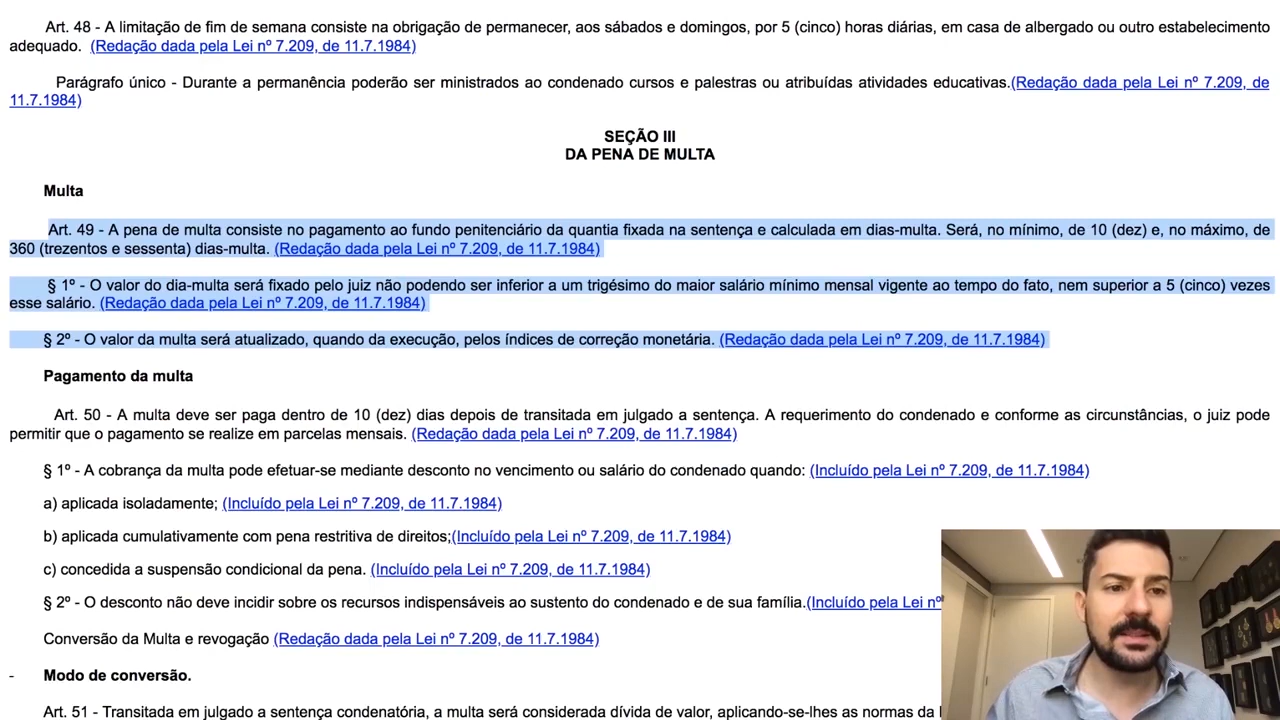 Art. 48 - A limitação de fim de semana consiste na obrigação de permanecer, aos sábados e domingos, por 5 (cinco) horas diárias, em casa de albergado ou outro estabelecimento
adequado. (Redação dada pela Lei nº 7.209, de 11.7.1984)
Parágrafo único - Durante a permanência poderão ser ministrados ao condenado cursos e palestras ou atribuídas atividades educativas.(Redação dada pela Lei nº 7.209, de
11.7.1984)
SEÇÃO III
DA PENA DE MULTA
Multa
Art. 49 - A pena de multa consiste no pagamento ao fundo penitenciário da quantia fixada na sentença e calculada em dias-multa. Será, no mínimo, de 10 (dez) e, no máximo, de
360 (trezentos e sessenta) dias-multa. (Redação dada pela Lei nº 7.209, de 11.7.1984)
§ 1º - O valor do dia-multa será fixado pelo juiz não podendo ser inferior a um trigésimo do maior salário mínimo mensal vigente ao tempo do fato, nem superior a 5 (cinco) vezes
esse salário. (Redação dada pela Lei nº 7.209, de 11.7.1984)
§ 2º - O valor da multa será atualizado, quando da execução, pelos índices de correção monetária. (Redação dada pela Lei nº 7.209, de 11.7.1984)
Pagamento da multa
Art. 50 - A multa deve ser paga dentro de 10 (dez) dias depois de transitada em julgado a sentença. A requerimento do condenado e conforme as circunstâncias, o juiz pode
permitir que o pagamento se realize em parcelas mensais. (Redação dada pela Lei nº 7.209, de 11.7.1984)
§ 1º - A cobrança da multa pode efetuar-se mediante desconto no vencimento ou salário do condenado quando: (Incluído pela Lei nº 7.209, de 11.7.1984)
a) aplicada isoladamente; (Incluído pela Lei nº 7.209, de 11.7.1984)
b) aplicada cumulativamente com pena restritiva de direitos;(Incluído pela Lei nº 7.209, de 11.7.1984)
c) concedida a suspensão condicional da pena. (Incluído pela Lei nº 7.209, de 11.7.1984)
§ 2º - O desconto não deve incidir sobre os recursos indispensáveis ao sustento do condenado e de sua família.(Incluído pela Lei nº
Conversão da Multa e revogação (Redação dada pela Lei nº 7.209, de 11.7.1984)
- Modo de conversão.
Art. 51 - Transitada em julgado a sentença condenatória, a multa será considerada dívida de valor, aplicando-se-lhes as normas da